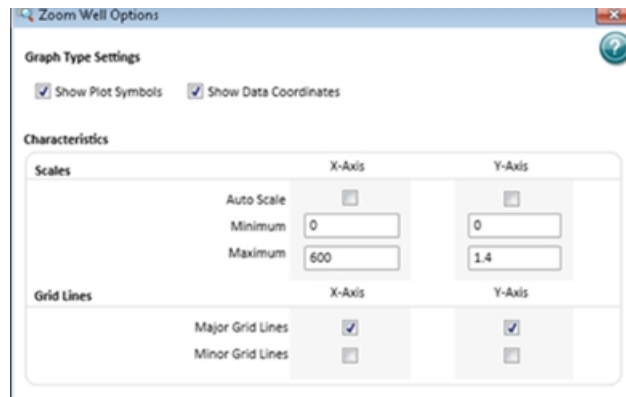 Zoom Well Options
?
Graph Type Settings
Show Plot Symbols Show Data Coordinates
Characteristics
Scales X-Axis Y-Axis
Auto Scale
Minimum 0 0
Maximum 600 1.4
Grid Lines X-Axis Y-Axis
Major Grid Lines
Minor Grid Lines